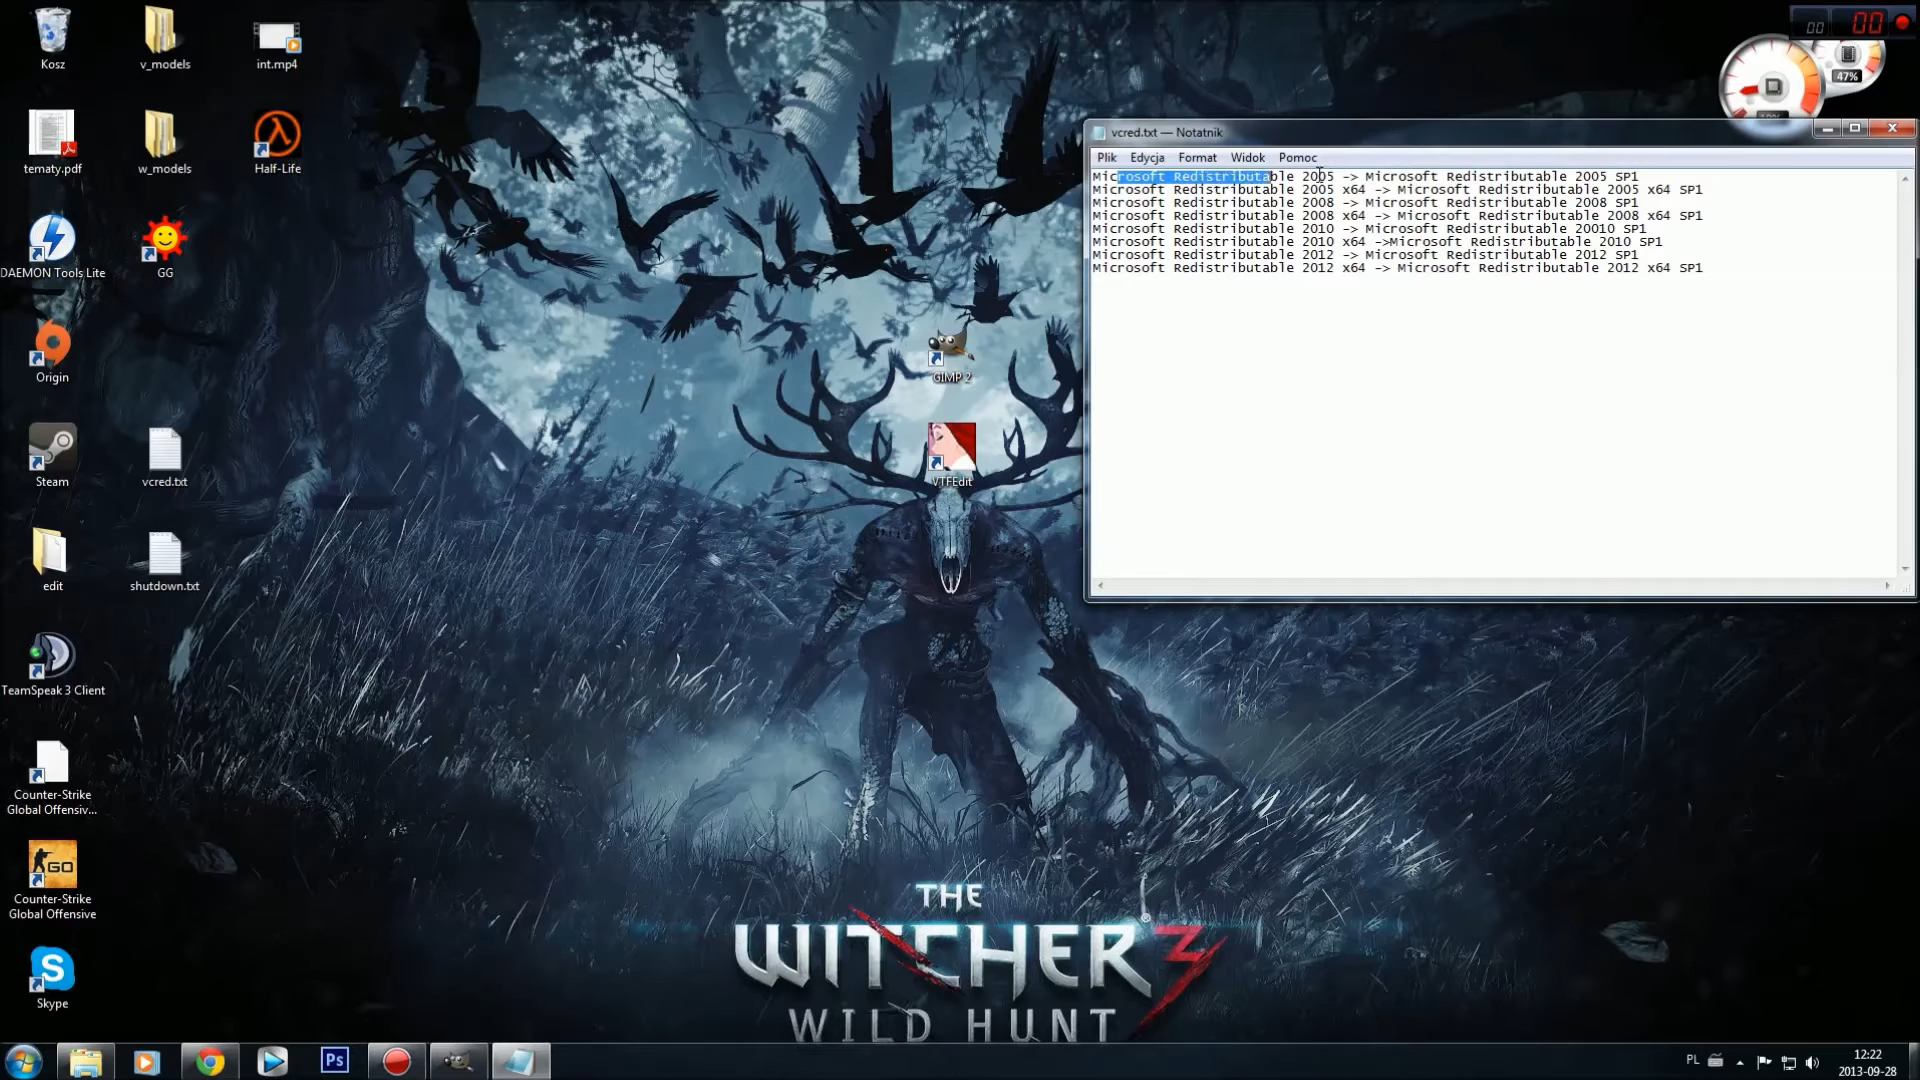 Kosz
v_models
int.mp4
tematy.pdf
w_models
Half-Life
DAEMON Tools Lite
GG
Origin
Steam
vcred.txt
edit
shutdown.txt
TeamSpeak 3 Client
Counter-Strike
Global Offensiv...
GO
Counter-Strike
Global Offensive
S
Skype
GIMP 2
VTFEdit
00 00
47%
vcred.txt — Notatnik
Plik Edycja Format Widok Pomoc
Microsoft Redistributable 2005 -> Microsoft Redistributable 2005 SP1
Microsoft Redistributable 2005 x64 -> Microsoft Redistributable 2005 x64 SP1
Microsoft Redistributable 2008 -> Microsoft Redistributable 2008 SP1
Microsoft Redistributable 2008 x64 -> Microsoft Redistributable 2008 x64 SP1
Microsoft Redistributable 2010 -> Microsoft Redistributable 20010 SP1
Microsoft Redistributable 2010 x64 ->Microsoft Redistributable 2010 SP1
Microsoft Redistributable 2012 -> Microsoft Redistributable 2012 SP1
Microsoft Redistributable 2012 x64 -> Microsoft Redistributable 2012 x64 SP1
THE
WITCHER 3 ®
WILD HUNT
Ps
PL
12:22
2013-09-28